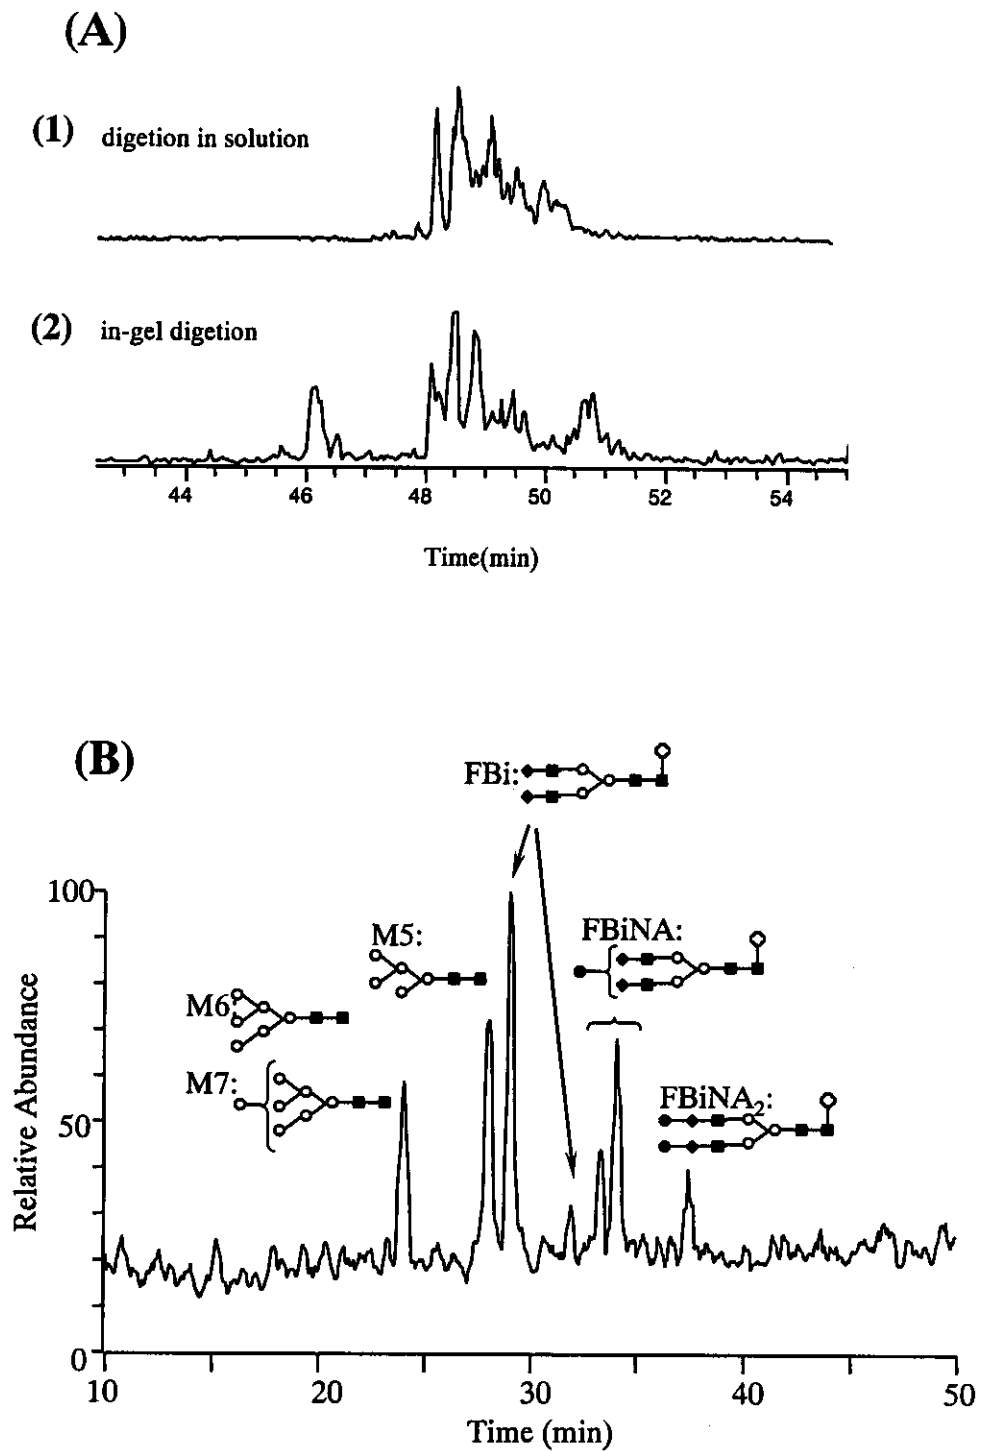 (A)
(1) digetion in solution
(2) in-gel digetion
44 46 48 50 52 54
Time(min)
(B)
FBi:
M5:
FBiNA:
M6:
M7:
FBiNA2:
100
50
0
Relative Abundance
10 20 30 40 50
Time (min)